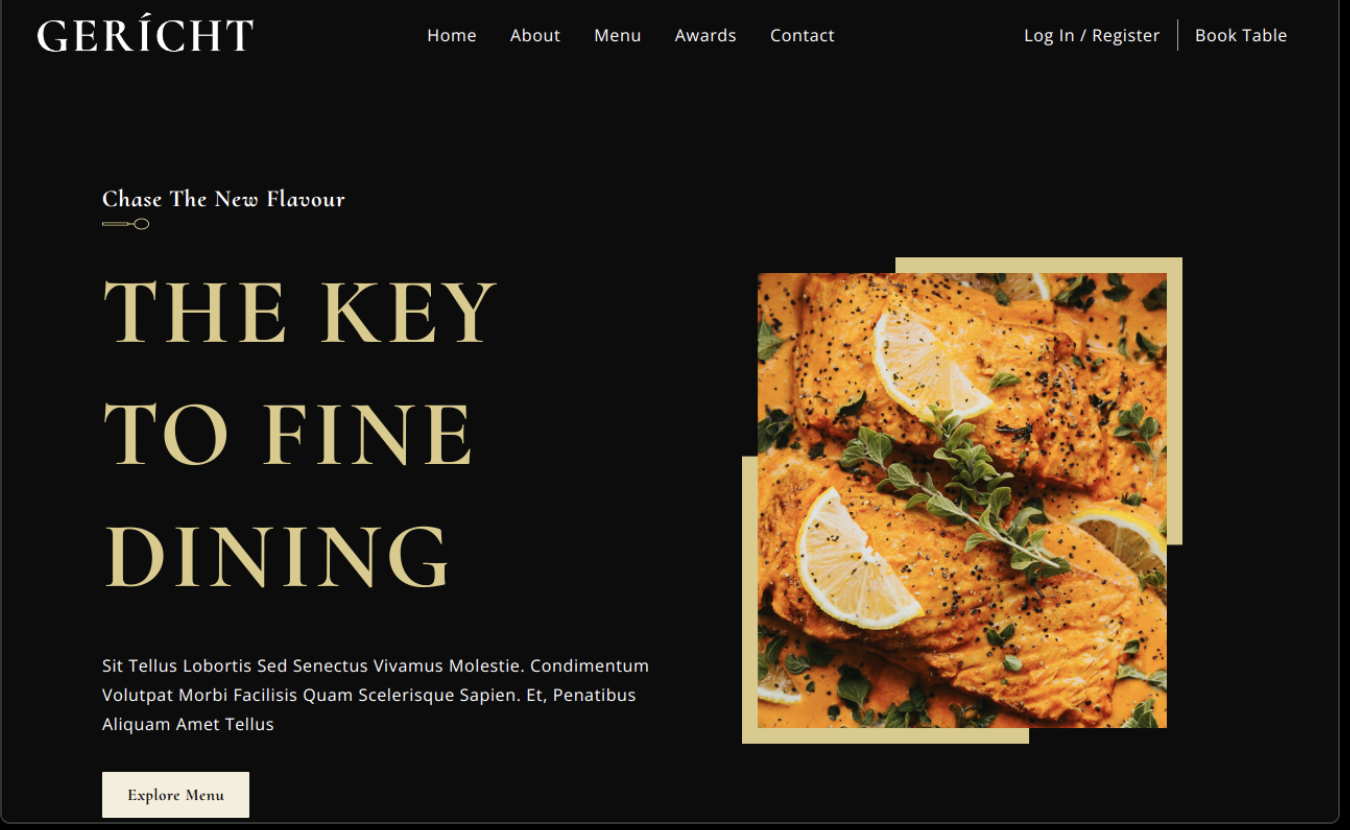 GERÍCHT
Home About Menu Awards Contact
Log In / Register Book Table
Chase The New Flavour
THE KEY
TO FINE
DINING
Sit Tellus Lobortis Sed Senectus Vivamus Molestie. Condimentum
Volutpat Morbi Facilisis Quam Scelerisque Sapien. Et, Penatibus
Aliquam Amet Tellus
Explore Menu